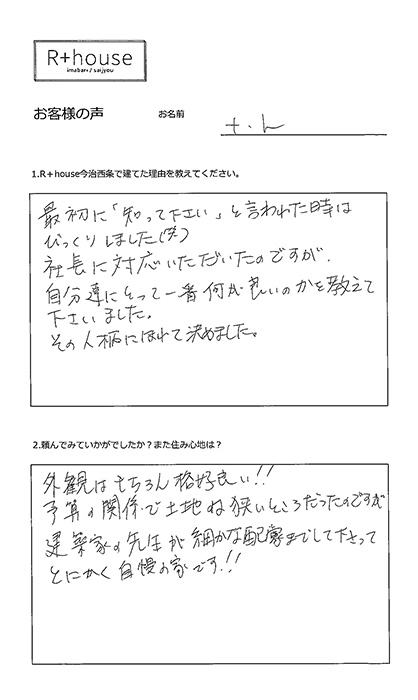 R+house
imabari / saijyou
お客様の声
お名前
t.h
1.R+house今治西条で建てた理由を教えてください。
最初に「知って下さい」と言われた時は
びっくりしました(笑)
社長に対応いただいたのですが、
自分達にとって一番何が良いのかを教えて
下さいました。
その人柄にほれて決めました。
2.頼んでみていかがでしたか？また住み心地は？
外観はもちろん格好良い!!
予算の関係で土地は狭いところだったのですが
建築家の先生が細かな配慮までして下さって
とにかく自慢の家です!!